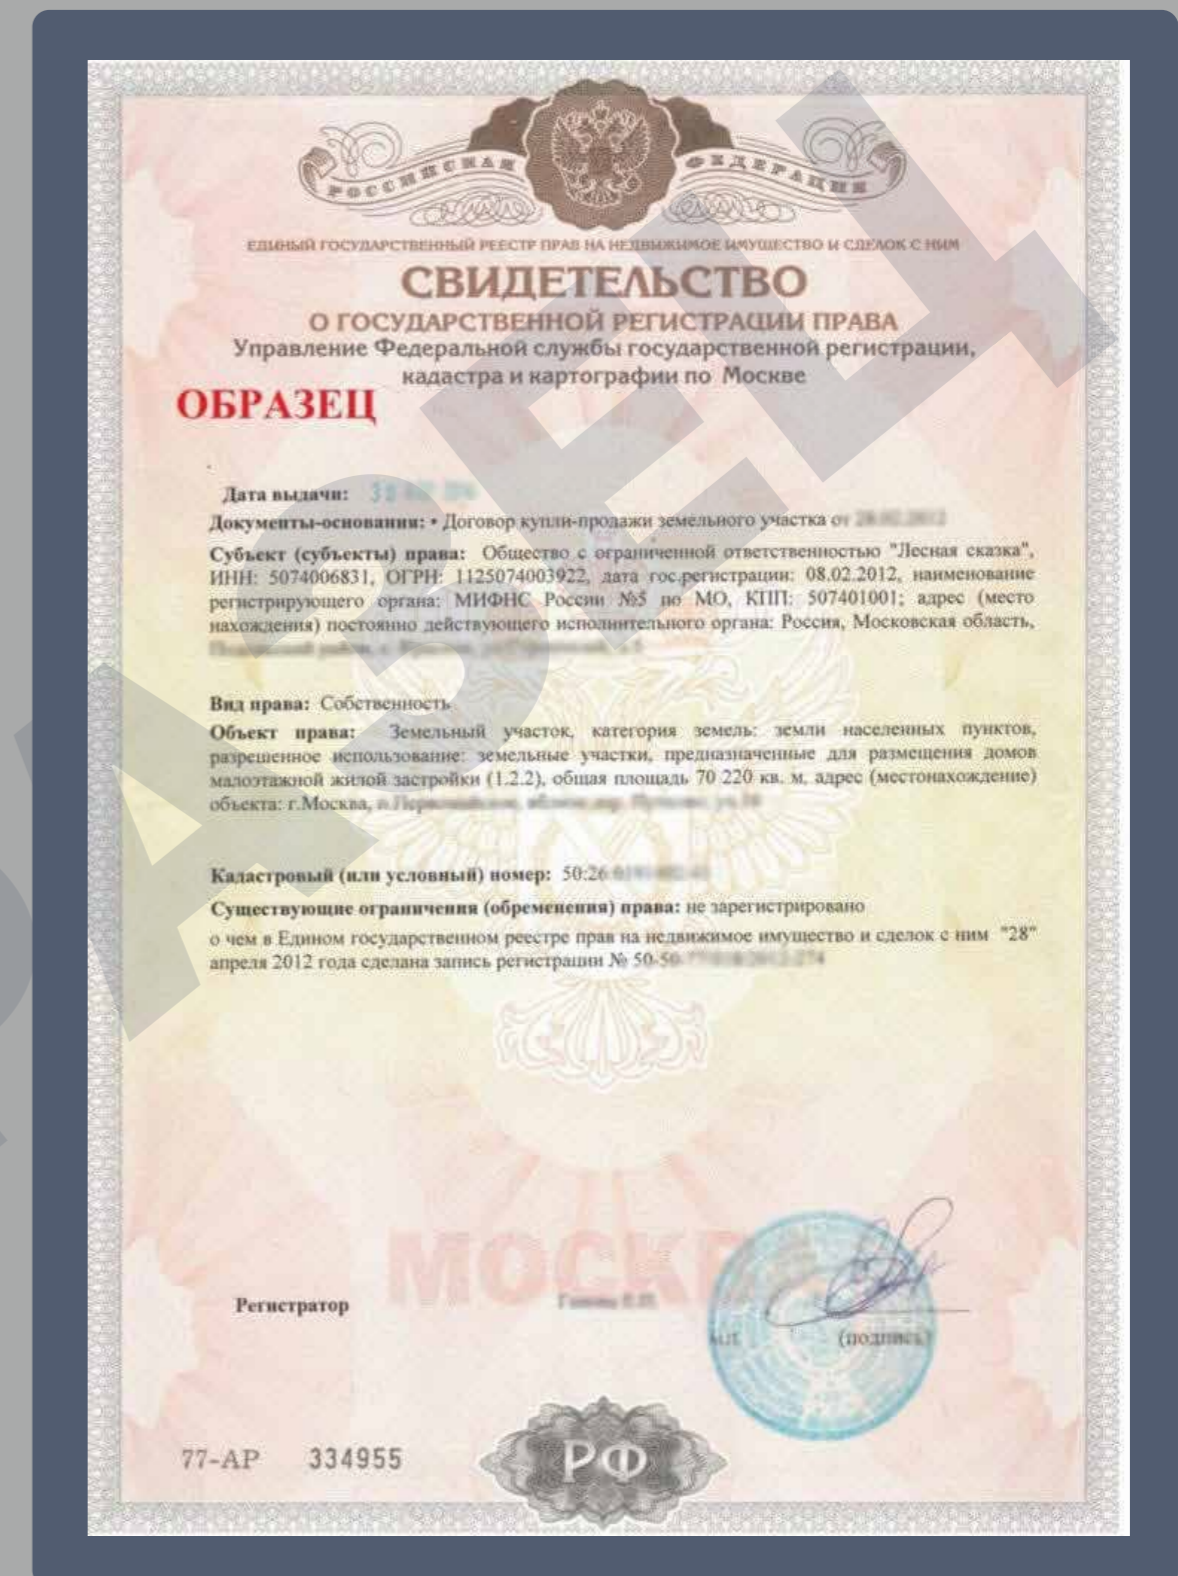 РОССИЙСКАЯ ФЕДЕРАЦИЯ
ЕДИНЫЙ ГОСУДАРСТВЕННЫЙ РЕЕСТР ПРАВ НА НЕДВИЖИМОЕ ИМУЩЕСТВО И СДЕЛОК С НИМ
СВИДЕТЕЛЬСТВО
О ГОСУДАРСТВЕННОЙ РЕГИСТРАЦИИ ПРАВА
Управление Федеральной службы государственной регистрации,
кадастра и картографии по Москве
ОБРАЗЕЦ
Дата выдачи:
Документы-основания: • Договор купли-продажи земельного участка от
Субъект (субъекты) права: Общество с ограниченной ответственностью "Лесная сказка",
ИНН: 5074006831, ОГРН: 1125074003922, дата гос.регистрации: 08.02.2012, наименование
регистрирующего органа: МИФНС России №5 по МО, КПП: 507401001; адрес (место
нахождения) постоянно действующего исполнительного органа: Россия, Московская область,
Вид права: Собственность
Объект права: Земельный участок, категория земель: земли населенных пунктов,
разрешенное использование: земельные участки, предназначенные для размещения домов
малоэтажной жилой застройки (1.2.2), общая площадь 70 220 кв. м, адрес (местонахождение)
объекта: г.Москва,
Кадастровый (или условный) номер: 50:26
Существующие ограничения (обременения) права: не зарегистрировано
о чем в Едином государственном реестре прав на недвижимое имущество и сделок с ним "28"
апреля 2012 года сделана запись регистрации № 50-50
МОСКВА
Регистратор
М.П. (подпись)
77-АР 334955
РФ